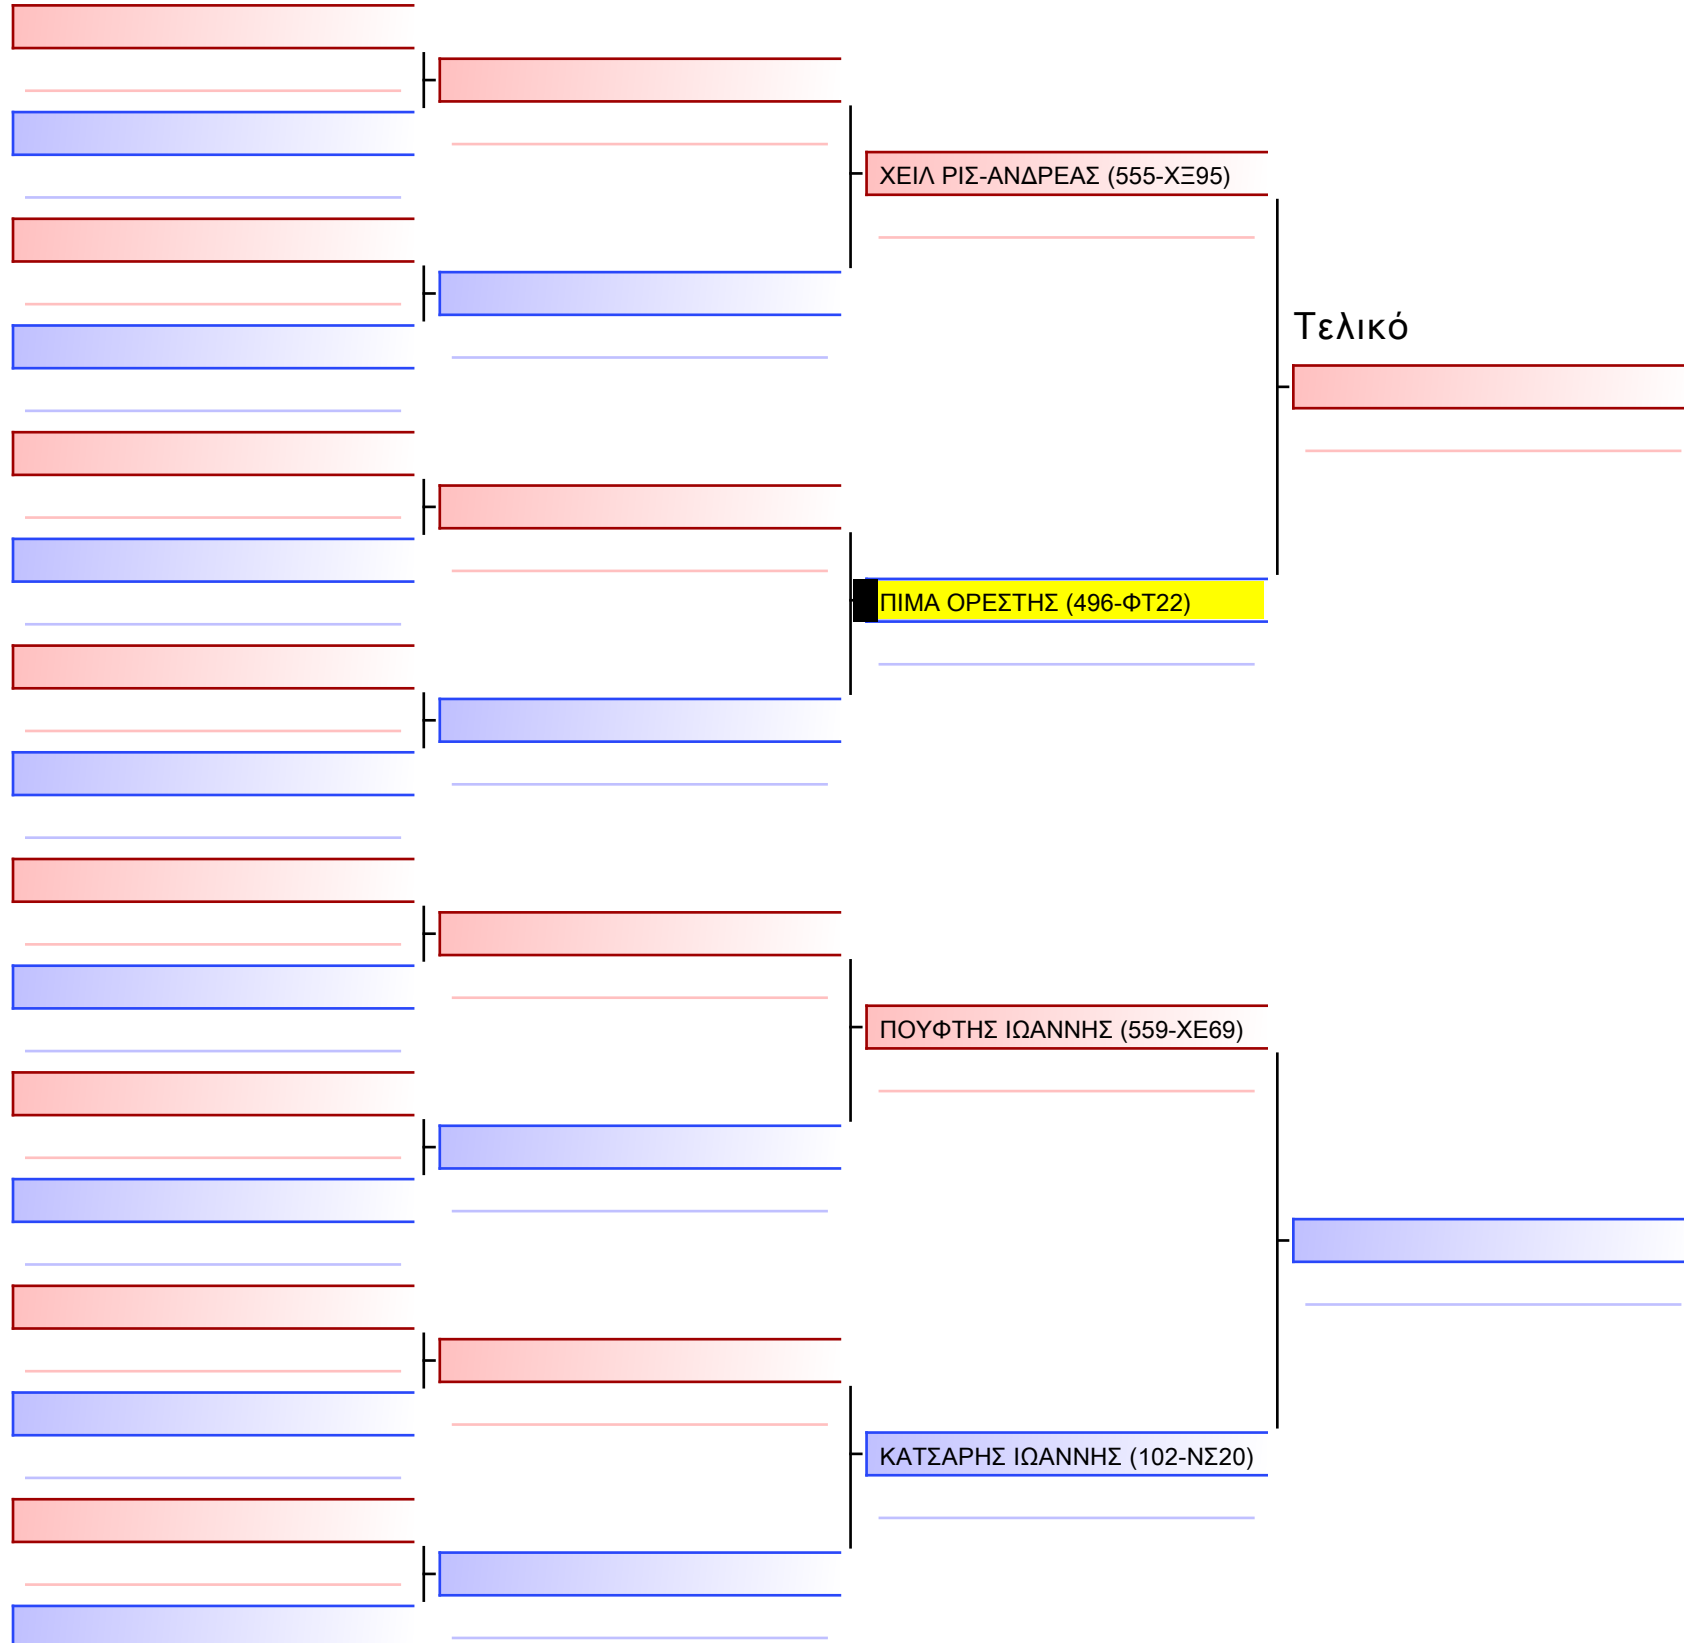 ΧΕΙΛ ΡΙΣ-ΑΝΔΡΕΑΣ (555-ΧΞ95)
Τελικό
ΠΙΜΑ ΟΡΕΣΤΗΣ (496-ΦΤ22)
ΠΟΥΦΤΗΣ ΙΩΑΝΝΗΣ (559-ΧΕ69)
ΚΑΤΣΑΡΗΣ ΙΩΑΝΝΗΣ (102-ΝΣ20)